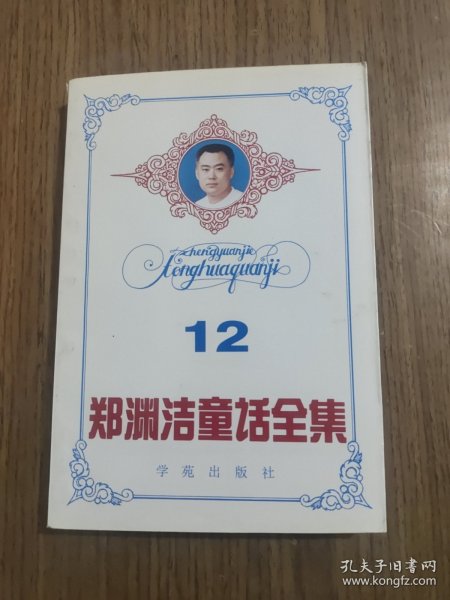 zhengyuanjie
tonghuaquanji
12
郑渊洁童话全集
学苑出版社
孔夫子旧书网
www.kongfz.com